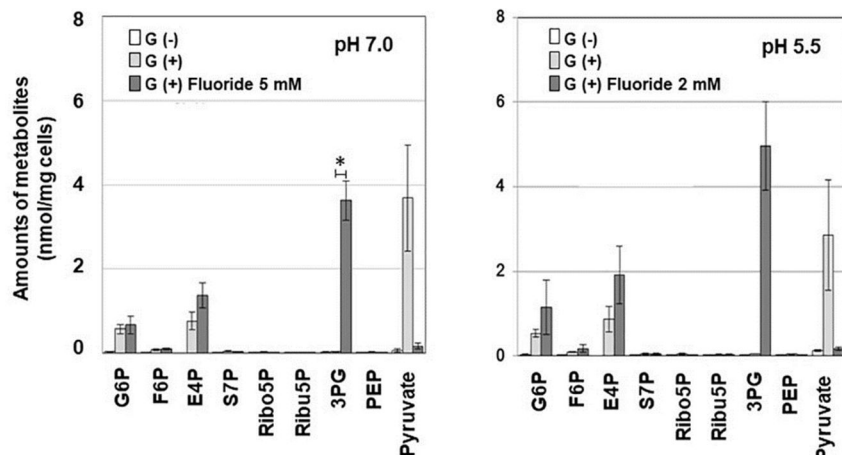 Amounts of metabolites
(nmol/mg cells)
8
6
4
2
0
G (-)
G (+)
G (+) Fluoride 5 mM
pH 7.0
*
G6P
F6P
E4P
S7P
Ribo5P
Ribu5P
3PG
PEP
Pyruvate
8
6
4
2
0
G (-)
G (+)
G (+) Fluoride 2 mM
pH 5.5
G6P
F6P
E4P
S7P
Ribo5P
Ribu5P
3PG
PEP
Pyruvate